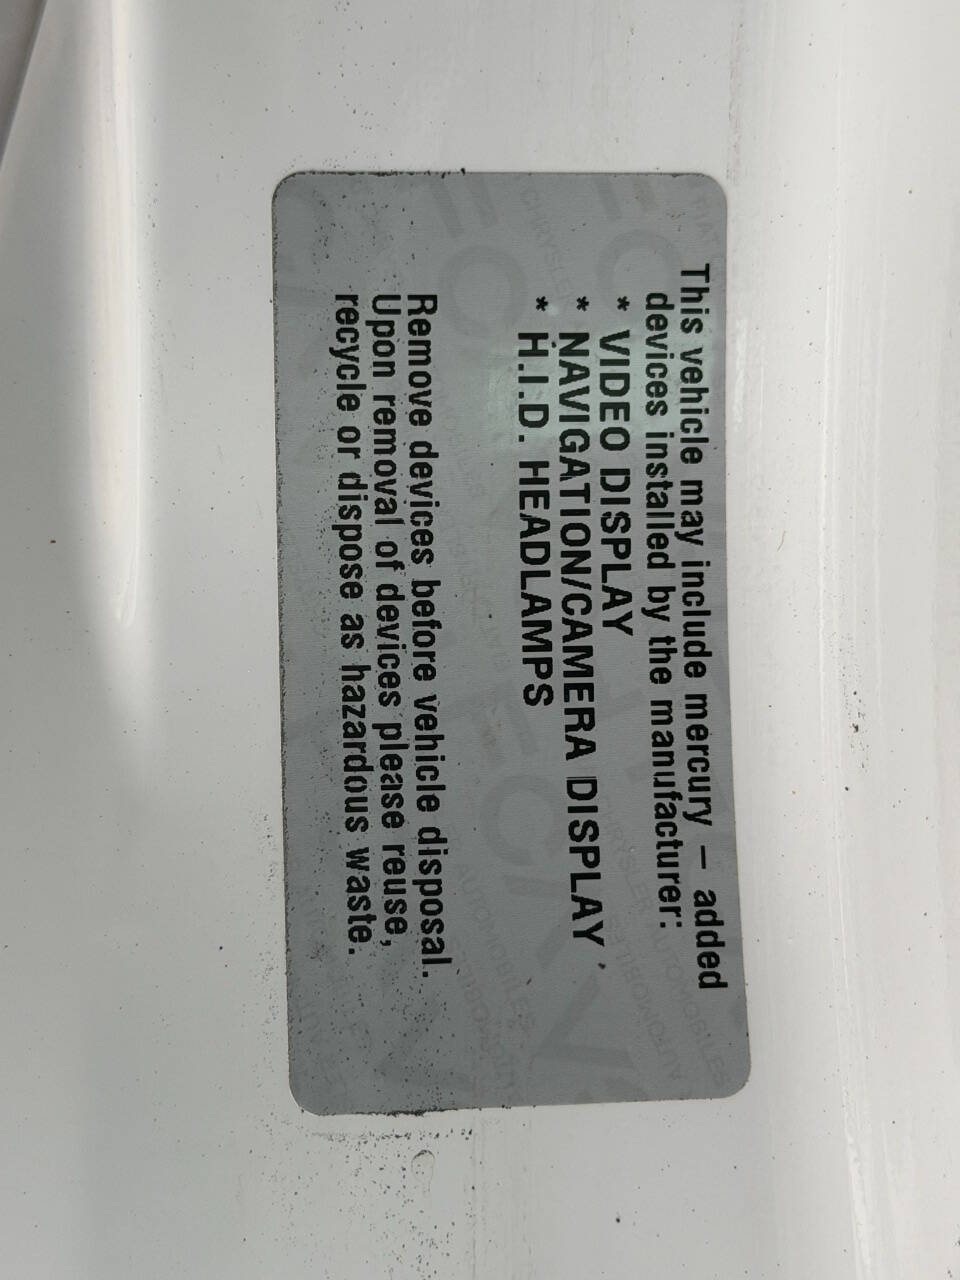 This vehicle may include mercury — added
devices installed by the manufacturer:
* VIDEO DISPLAY
* NAVIGATION/CAMERA DISPLAY
* H.I.D. HEADLAMPS
Remove devices before vehicle disposal.
Upon removal of devices please reuse,
recycle or dispose as hazardous waste.